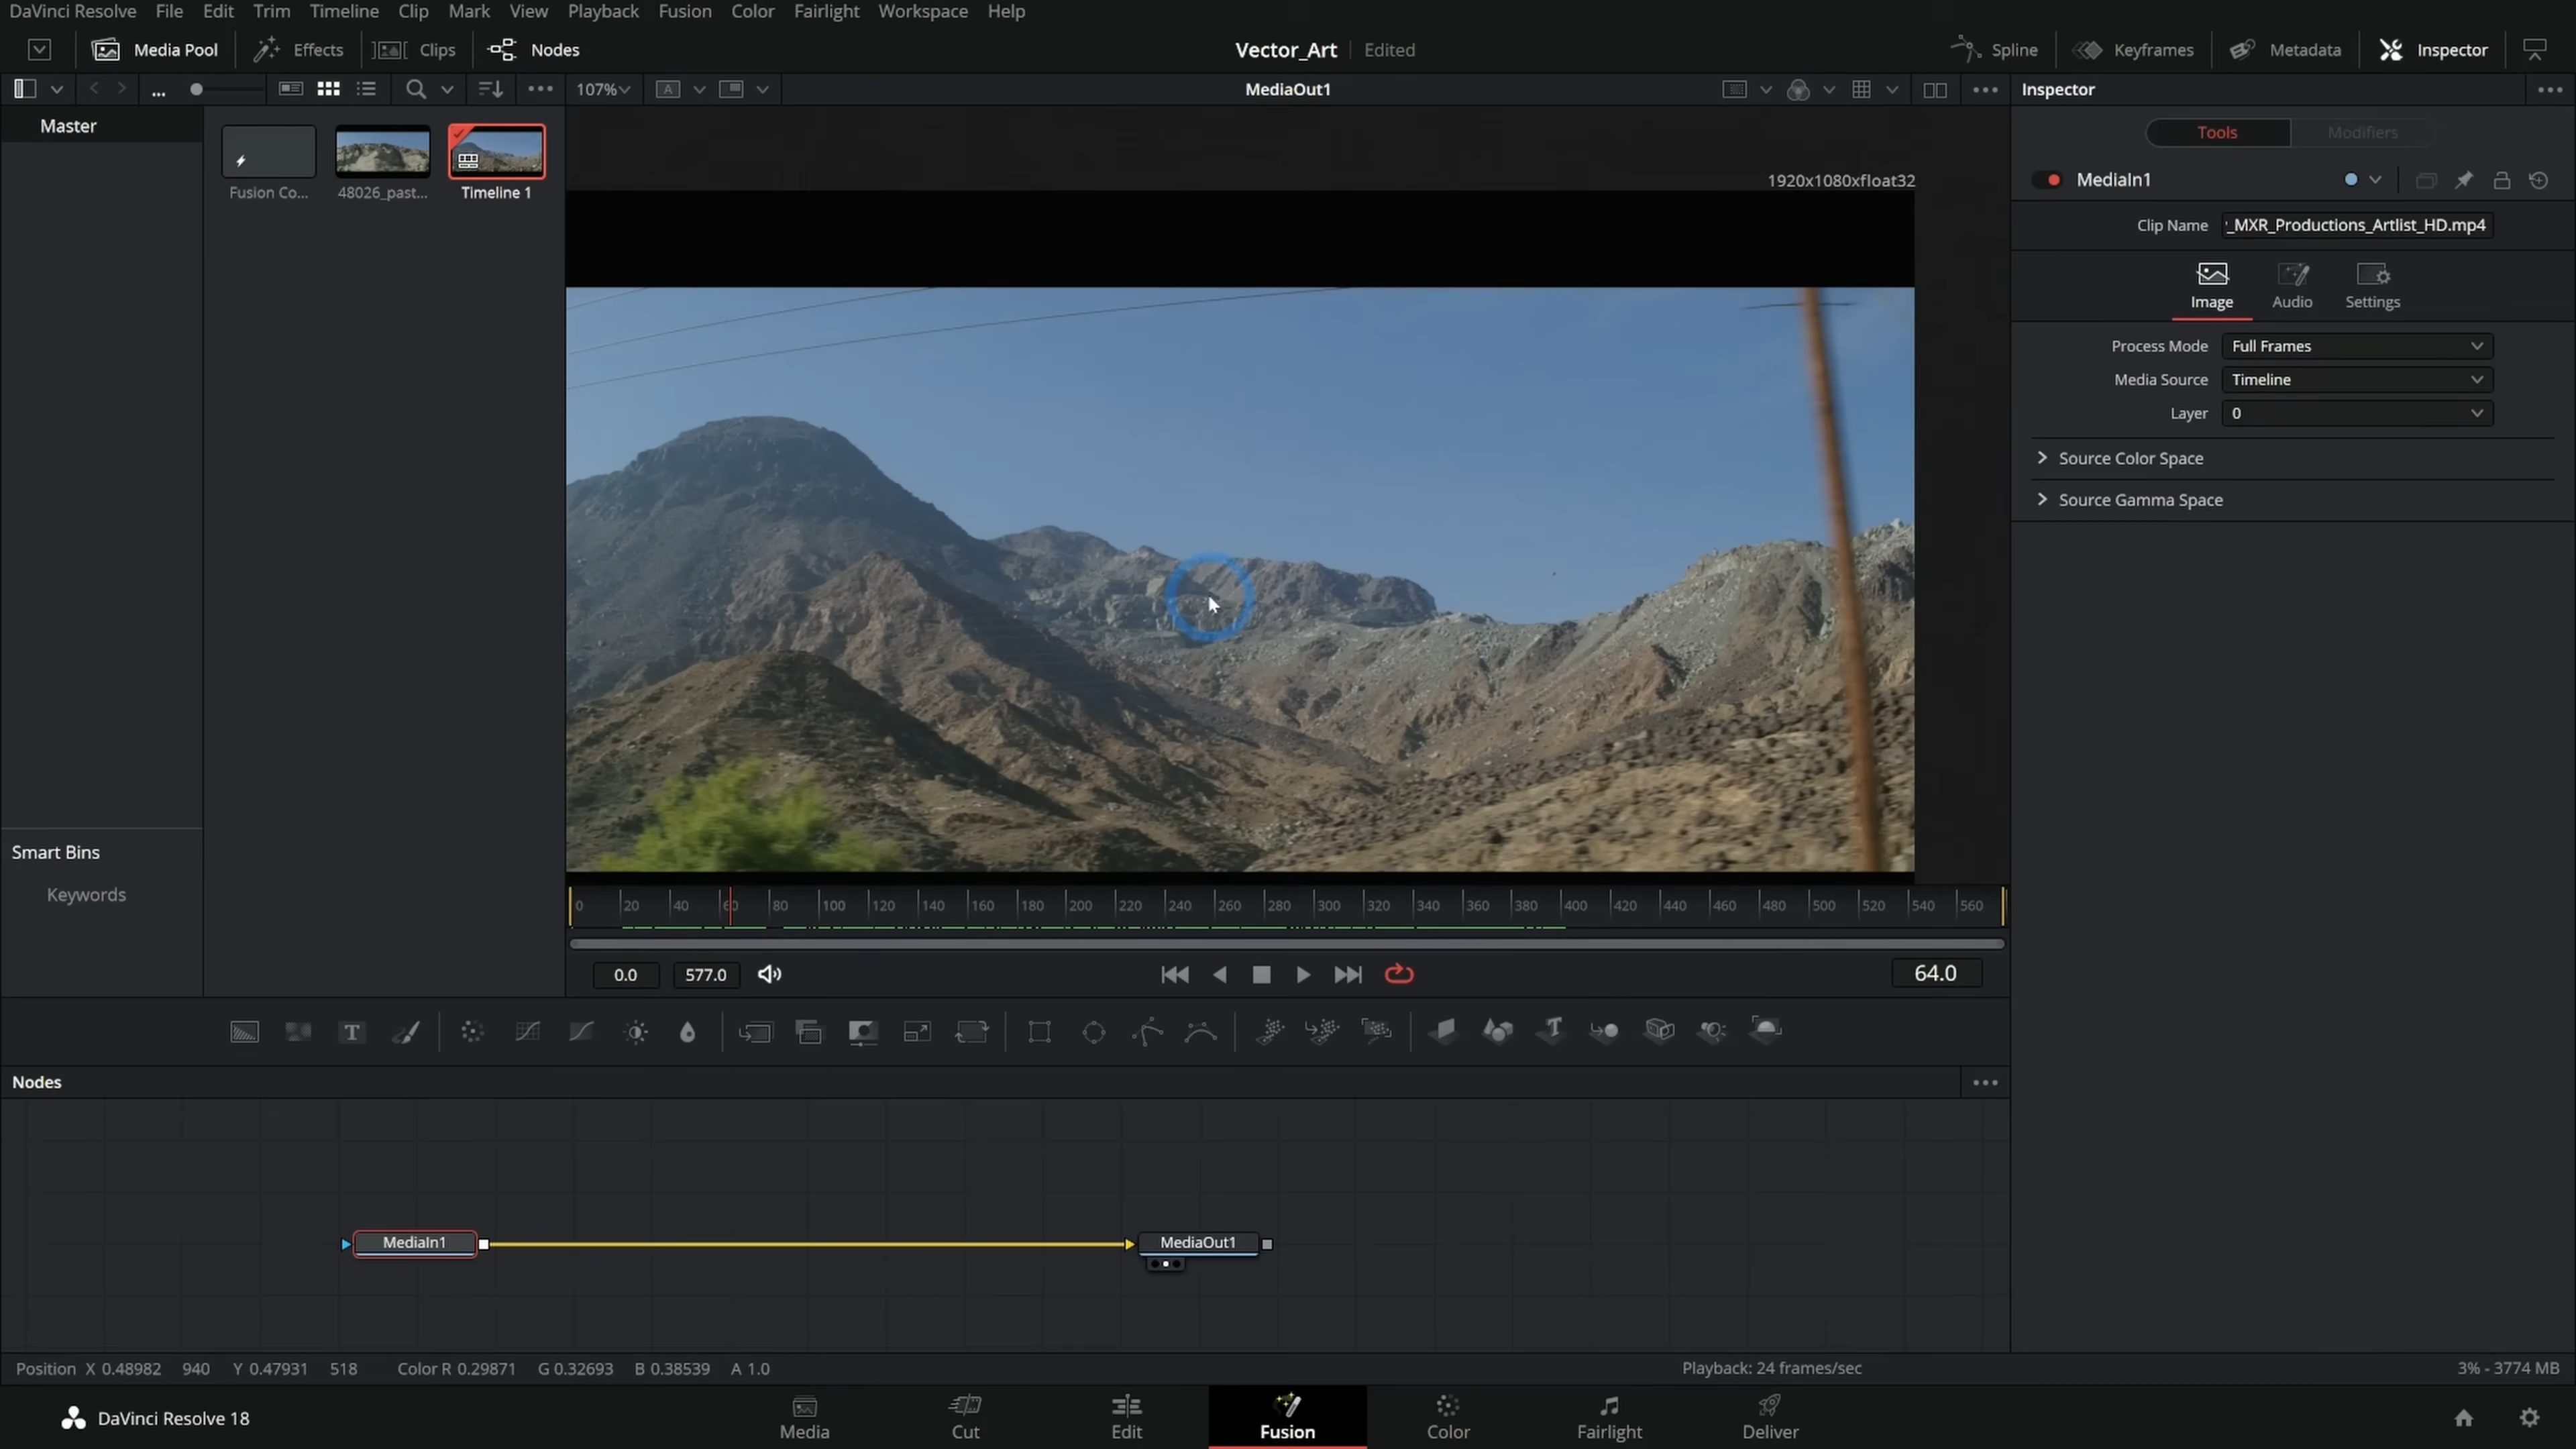 DaVinci Resolve File Edit Trim Timeline Clip Mark View Playback Fusion Color Fairlight Workspace Help
Media Pool Effects Clips Nodes Vector_Art Edited Spline Keyframes Metadata Inspector
... 107% A MediaOut1 Inspector
Master
Tools Modifiers
Fusion Co... 48026_past... Timeline 1
1920x1080xfloat32
MediaIn1
Clip Name _MXR_Productions_Artlist_HD.mp4
Image Audio Settings
Process Mode Full Frames
Media Source Timeline
Layer 0
Source Color Space
Source Gamma Space
Smart Bins
Keywords
0 20 40 60 80 100 120 140 160 180 200 220 240 260 280 300 320 340 360 380 400 420 440 460 480 500 520 540 560
0.0 577.0 64.0
T T
Nodes
MediaIn1 MediaOut1
Position X 0.48982 940 Y 0.47931 518 Color R 0.29871 G 0.32693 B 0.38539 A 1.0 Playback: 24 frames/sec 3% - 3774 MB
DaVinci Resolve 18 Media Cut Edit Fusion Color Fairlight Deliver